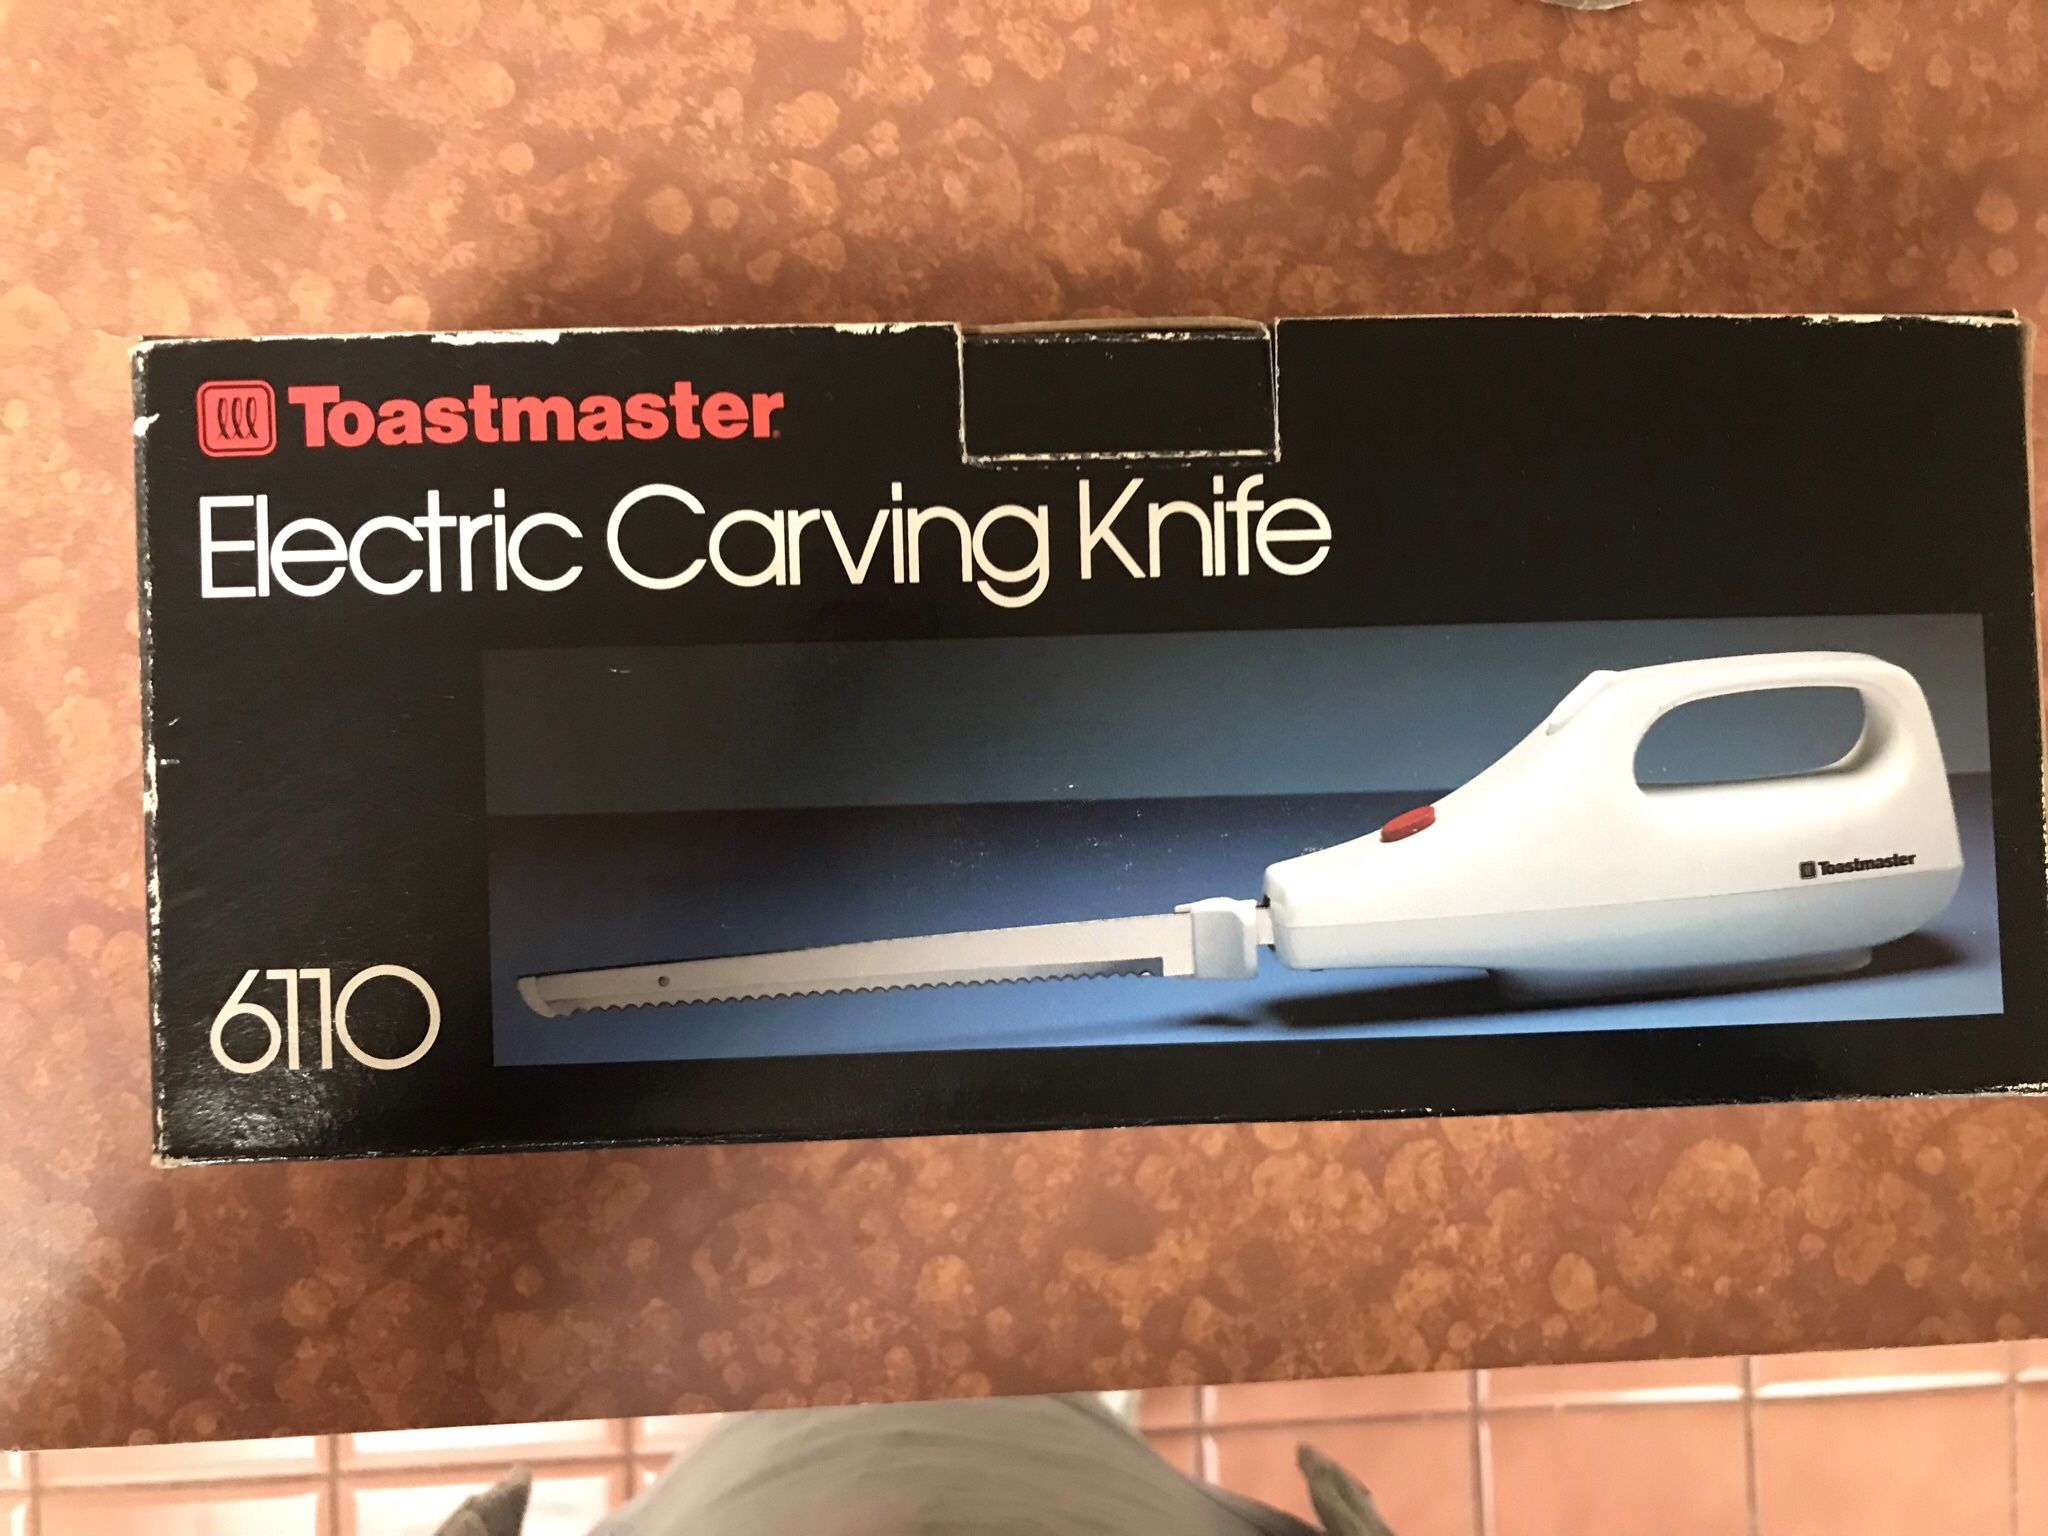 Toastmaster
Electric Carving Knife
Toastmaster
6110